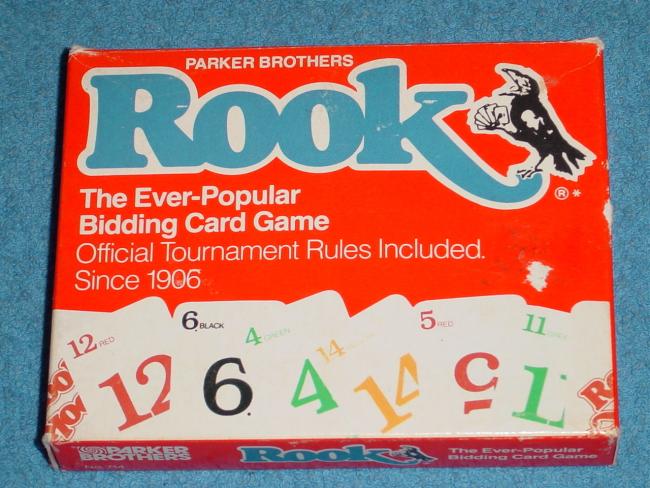 PARKER BROTHERS
Rook
® *
The Ever-Popular
Bidding Card Game
Official Tournament Rules Included.
Since 1906
12 RED
6. BLACK
4 GREEN
14
5 RED
11
12
6.
4
14
5
PARKER
BROTHERS
Rook
The Ever-Popular
Bidding Card Game